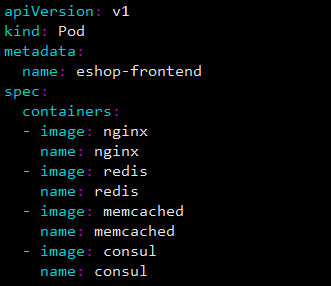 apiVersion: v1
kind: Pod
metadata:
  name: eshop-frontend
spec:
  containers:
  - image: nginx
    name: nginx
  - image: redis
    name: redis
  - image: memcached
    name: memcached
  - image: consul
    name: consul